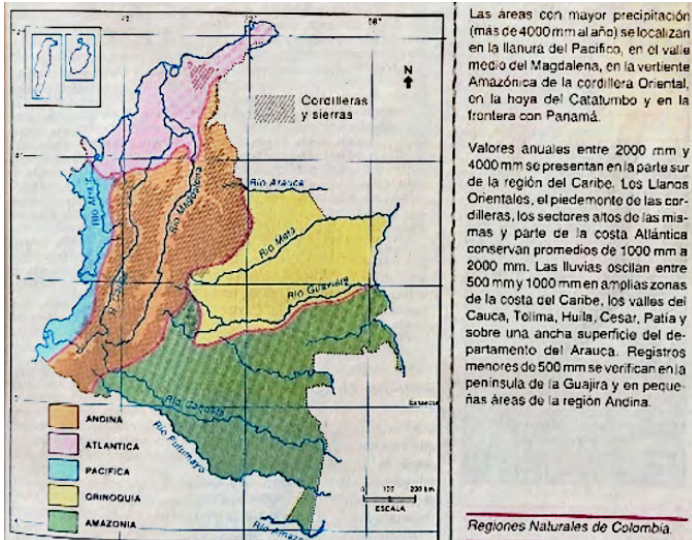 N
Cordilleras
y sierras
Río Arauca
Río Magdalena
Río Meta
Río Guaviare
Río Caquetá
Río Putumayo
ANDINA
ATLANTICA
PACIFICA
ORINOQUIA
AMAZONIA
0 100 200 km
ESCALA
Las áreas con mayor precipitación
(más de 4000 mm al año) se localizan
en la llanura del Pacífico, en el valle
medio del Magdalena, en la vertiente
Amazónica de la cordillera Oriental,
en la hoya del Catatumbo y en la
frontera con Panamá.
Valores anuales entre 2000 mm y
4000 mm se presentan en la parte sur
de la región del Caribe. Los Llanos
Orientales, el piedemonte de las cor-
dilleras, los sectores altos de las mis-
mas y parte de la costa Atlántica
conservan promedios de 1000 mm a
2000 mm. Las lluvias oscilan entre
500 mm y 1000 mm en amplias zonas
de la costa del Caribe, los valles del
Cauca, Tolima, Huila, Cesar, Patía y
sobre una ancha superficie del de-
partamento del Arauca. Registros
menores de 500 mm se verifican en la
península de la Guajira y en peque-
ñas áreas de la región Andina.
Regiones Naturales de Colombia.